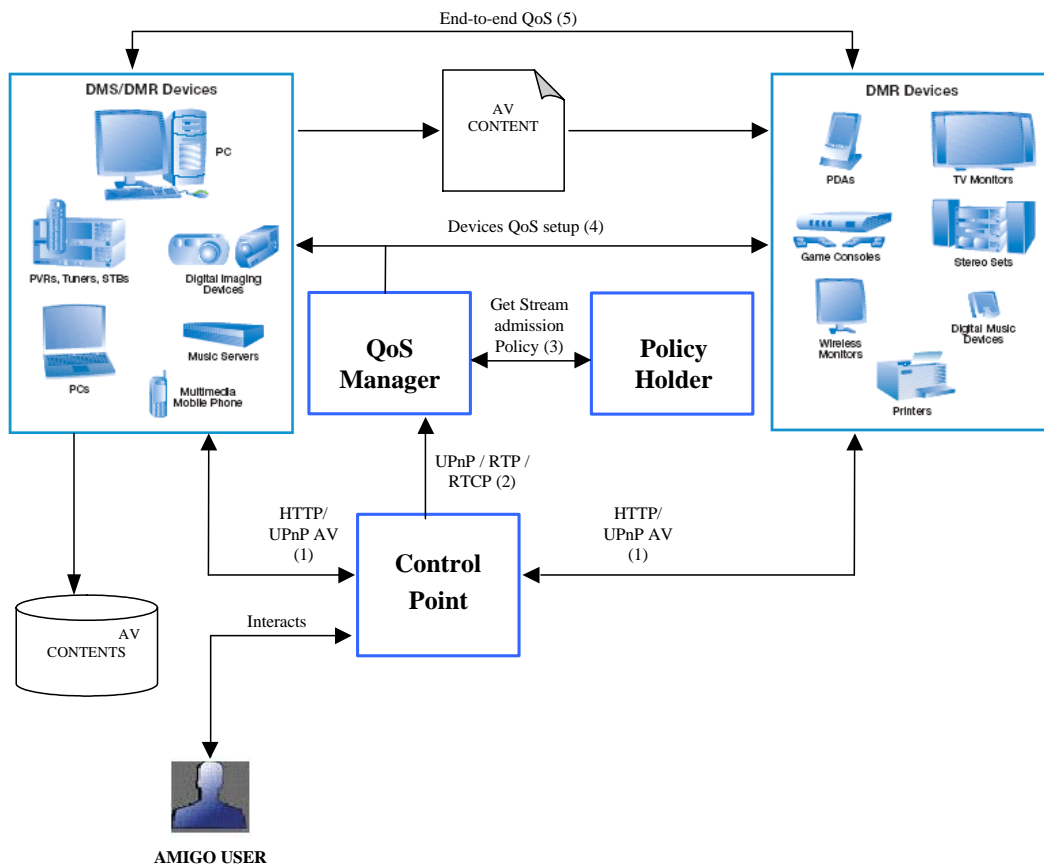 End-to-end QoS (5)
DMS/DMR Devices
PC
PVRs, Tuners, STBs
Digital Imaging
Devices
PCs
Music Servers
Multimedia
Mobile Phone
AV
CONTENT
DMR Devices
PDAs
TV Monitors
Game Consoles
Stereo Sets
Wireless
Monitors
Digital Music
Devices
Printers
Devices QoS setup (4)
QoS
Manager
Get Stream
admission
Policy (3)
Policy
Holder
UPnP / RTP /
RTCP (2)
HTTP/
UPnP AV
(1)
Control
Point
HTTP/
UPnP AV
(1)
AV
CONTENTS
Interacts
AMIGO USER